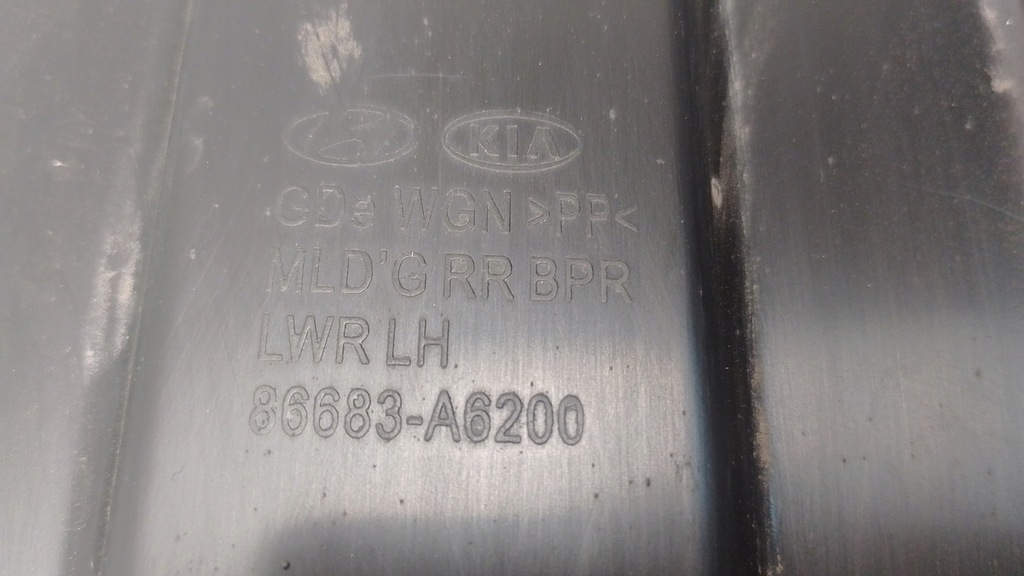 KIA
GDe WGN >PP<
MLD'G RR BPR
LWR LH
86683-A6200